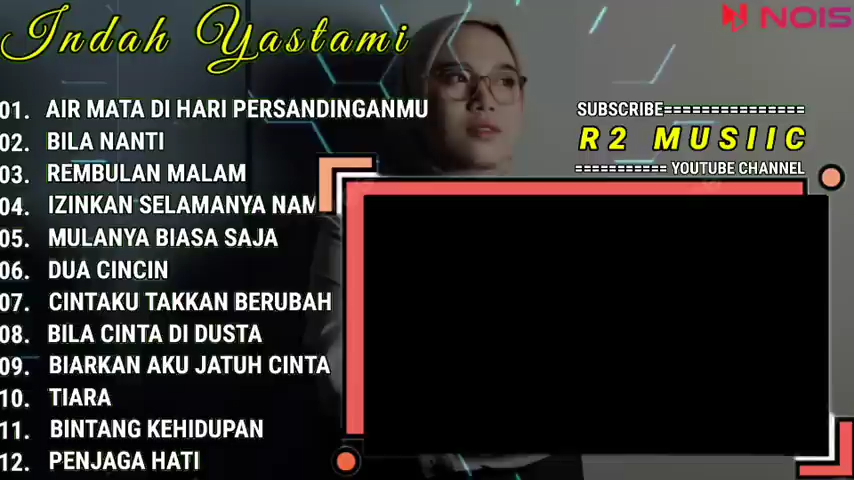 Indah Yastami
NOIS
01. AIR MATA DI HARI PERSANDINGANMU
02. BILA NANTI
03. REMBULAN MALAM
04. IZINKAN SELAMANYA NAM
05. MULANYA BIASA SAJA
06. DUA CINCIN
07. CINTAKU TAKKAN BERUBAH
08. BILA CINTA DI DUSTA
09. BIARKAN AKU JATUH CINTA
10. TIARA
11. BINTANG KEHIDUPAN
12. PENJAGA HATI
SUBSCRIBE===============
R2 MUSIIC
=========== YOUTUBE CHANNEL